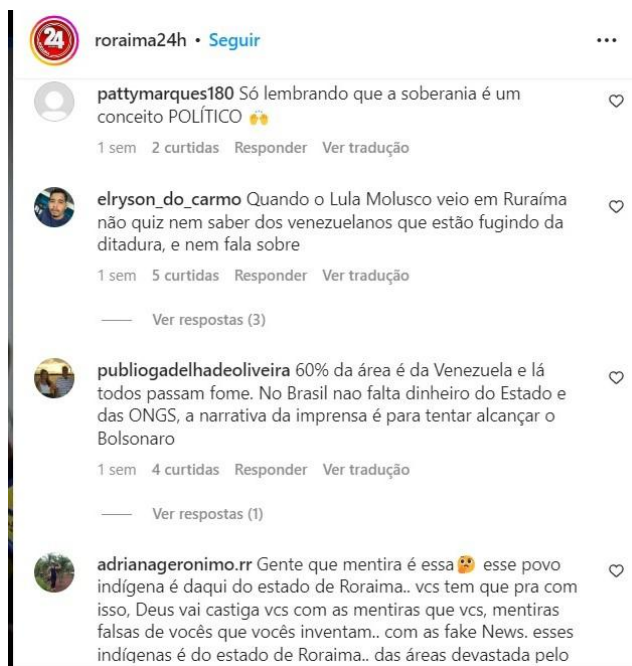 24
roraima24h • Seguir
pattymarques180 Só lembrando que a soberania é um
conceito POLÍTICO 🙌
1 sem 2 curtidas Responder Ver tradução
elryson_do_carmo Quando o Lula Molusco veio em Ruraíma
não quiz nem saber dos venezuelanos que estão fugindo da
ditadura, e nem fala sobre
1 sem 5 curtidas Responder Ver tradução
Ver respostas (3)
publiogadelhadeoliveira 60% da área é da Venezuela e lá
todos passam fome. No Brasil nao falta dinheiro do Estado e
das ONGS, a narrativa da imprensa é para tentar alcançar o
Bolsonaro
1 sem 4 curtidas Responder Ver tradução
Ver respostas (1)
adrianageronimo.rr Gente que mentira é essa🤔 esse povo
indígena é daqui do estado de Roraima.. vcs tem que pra com
isso, Deus vai castiga vcs com as mentiras que vcs, mentiras
falsas de vocês que vocês inventam.. com as fake News. esses
indígenas é do estado de Roraima.. das áreas devastada pelo